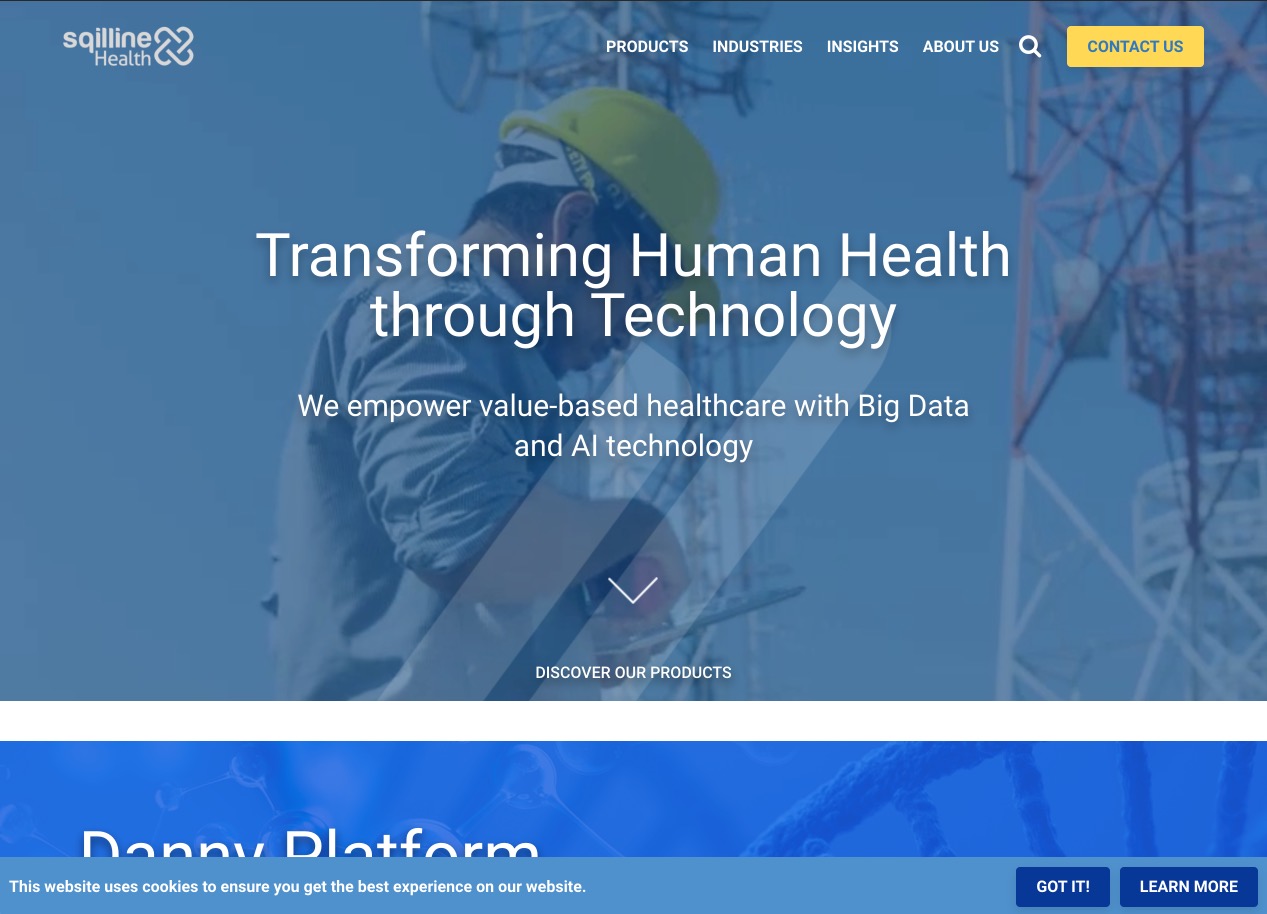 sqilline
Health
PRODUCTS
INDUSTRIES
INSIGHTS
ABOUT US
CONTACT US
Transforming Human Health
through Technology
We empower value-based healthcare with Big Data
and AI technology
DISCOVER OUR PRODUCTS
Danny Platform
This website uses cookies to ensure you get the best experience on our website.
GOT IT!
LEARN MORE